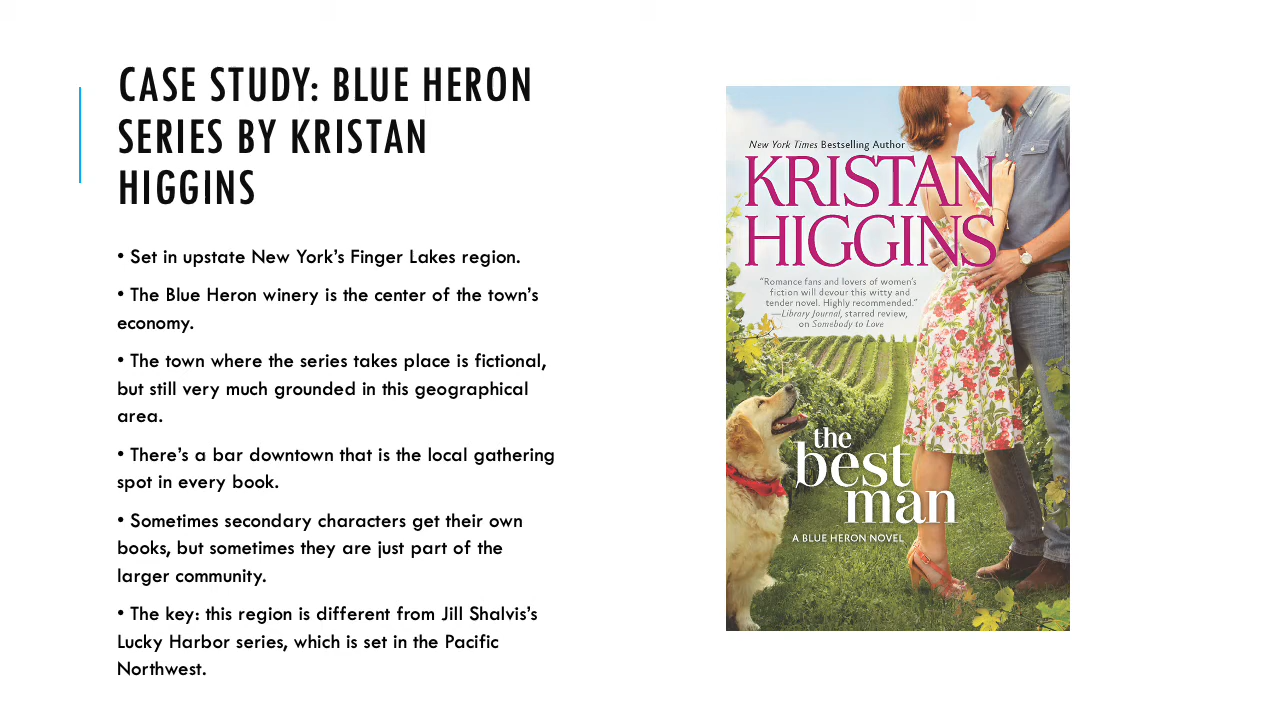 CASE STUDY: BLUE HERON
SERIES BY KRISTAN
HIGGINS
• Set in upstate New York’s Finger Lakes region.
• The Blue Heron winery is the center of the town’s
economy.
• The town where the series takes place is fictional,
but still very much grounded in this geographical
area.
• There’s a bar downtown that is the local gathering
spot in every book.
• Sometimes secondary characters get their own
books, but sometimes they are just part of the
larger community.
• The key: this region is different from Jill Shalvis’s
Lucky Harbor series, which is set in the Pacific
Northwest.
New York Times Bestselling Author
KRISTAN
HIGGINS
“Romance fans and lovers of women’s
fiction will devour this witty and
tender novel. Highly recommended.”
—Library Journal, starred review,
on Somebody to Love
the
best
man
A BLUE HERON NOVEL